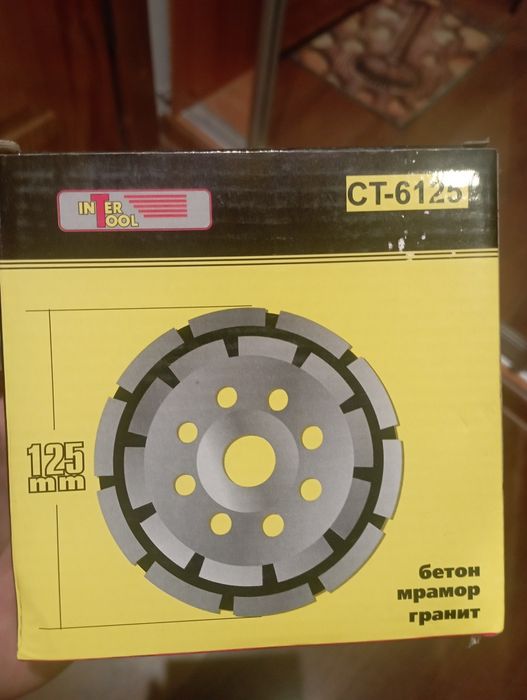 INTER TOOL
CT-6125
125
mm
бетон
мрамор
гранит